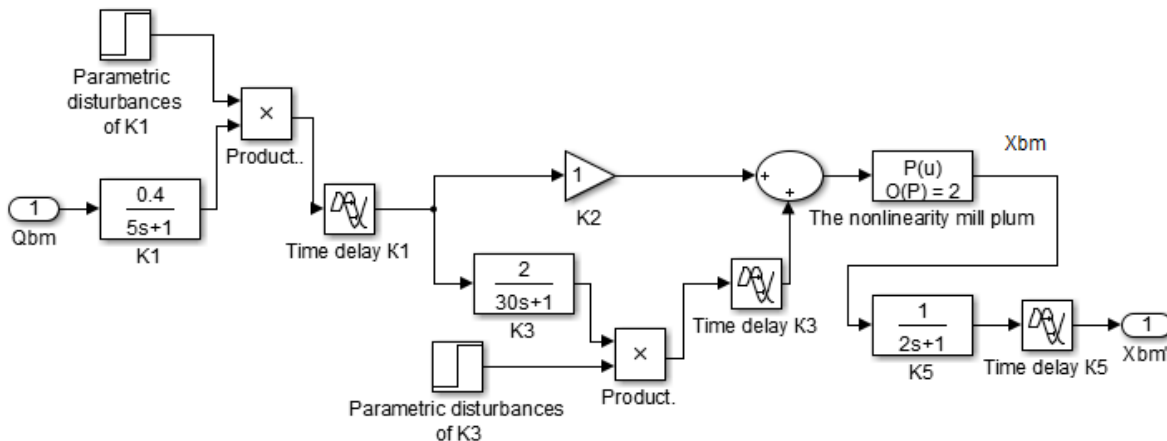 Parametric
disturbances
of K1
×
Product..
Xbm
1
Qbm
0.4
5s+1
K1
Time delay K1
1
K2
+
+
P(u)
O(P) = 2
The nonlinearity mill plum
2
30s+1
K3
Time delay K3
×
Product.
Parametric disturbances
of K3
1
2s+1
K5
Time delay K5
1
Xbm'